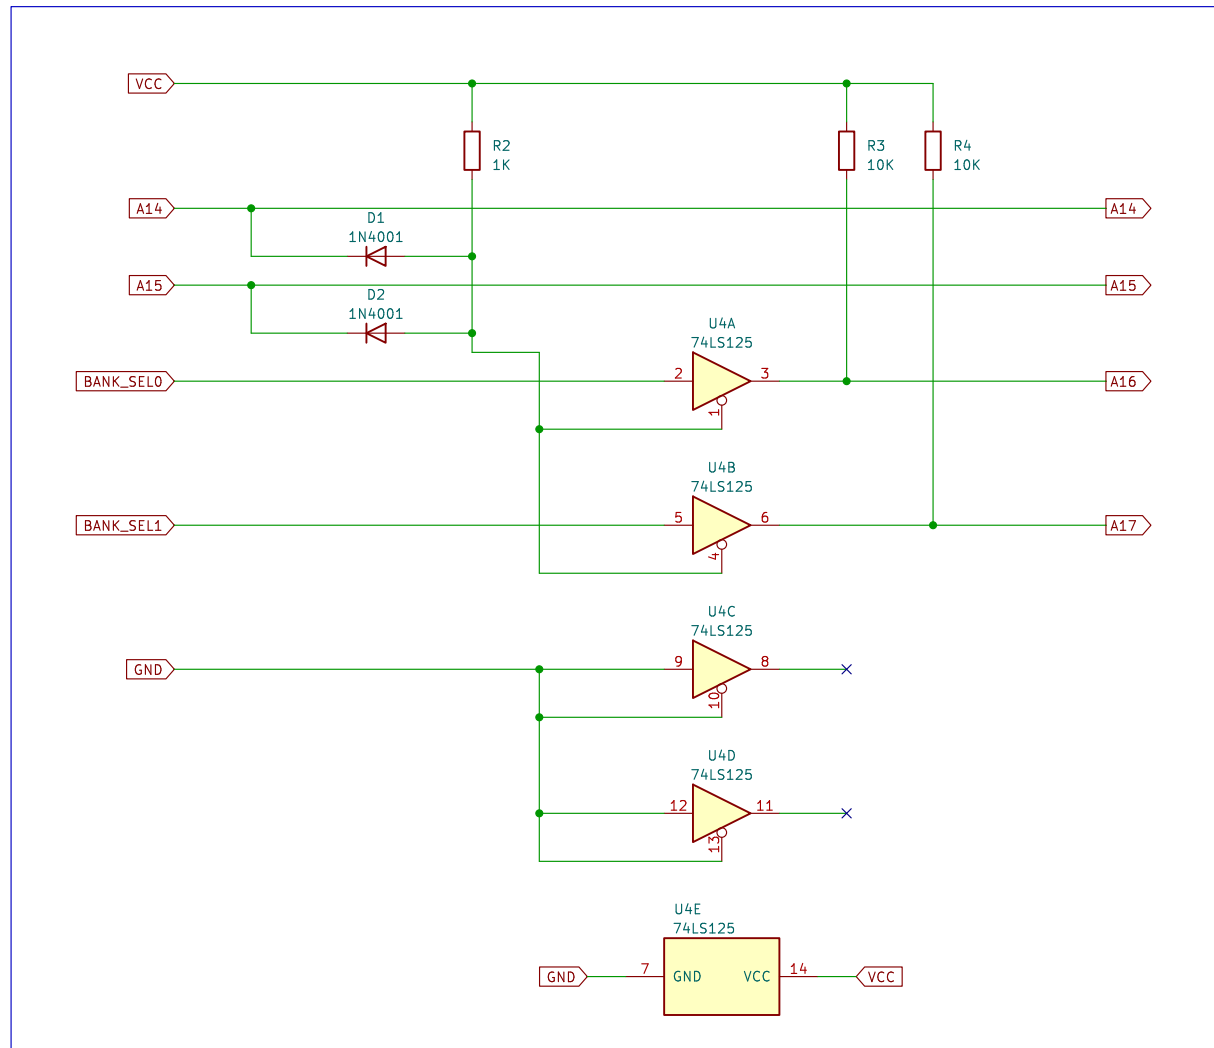 VCC
R2
1K
R3
10K
R4
10K
A14
A14
D1
1N4001
A15
A15
D2
1N4001
U4A
74LS125
BANK_SEL0
2
3
A16
1
U4B
74LS125
BANK_SEL1
5
6
A17
4
U4C
74LS125
GND
9
8
10
U4D
74LS125
12
11
13
U4E
74LS125
GND
7
GND
VCC
14
VCC